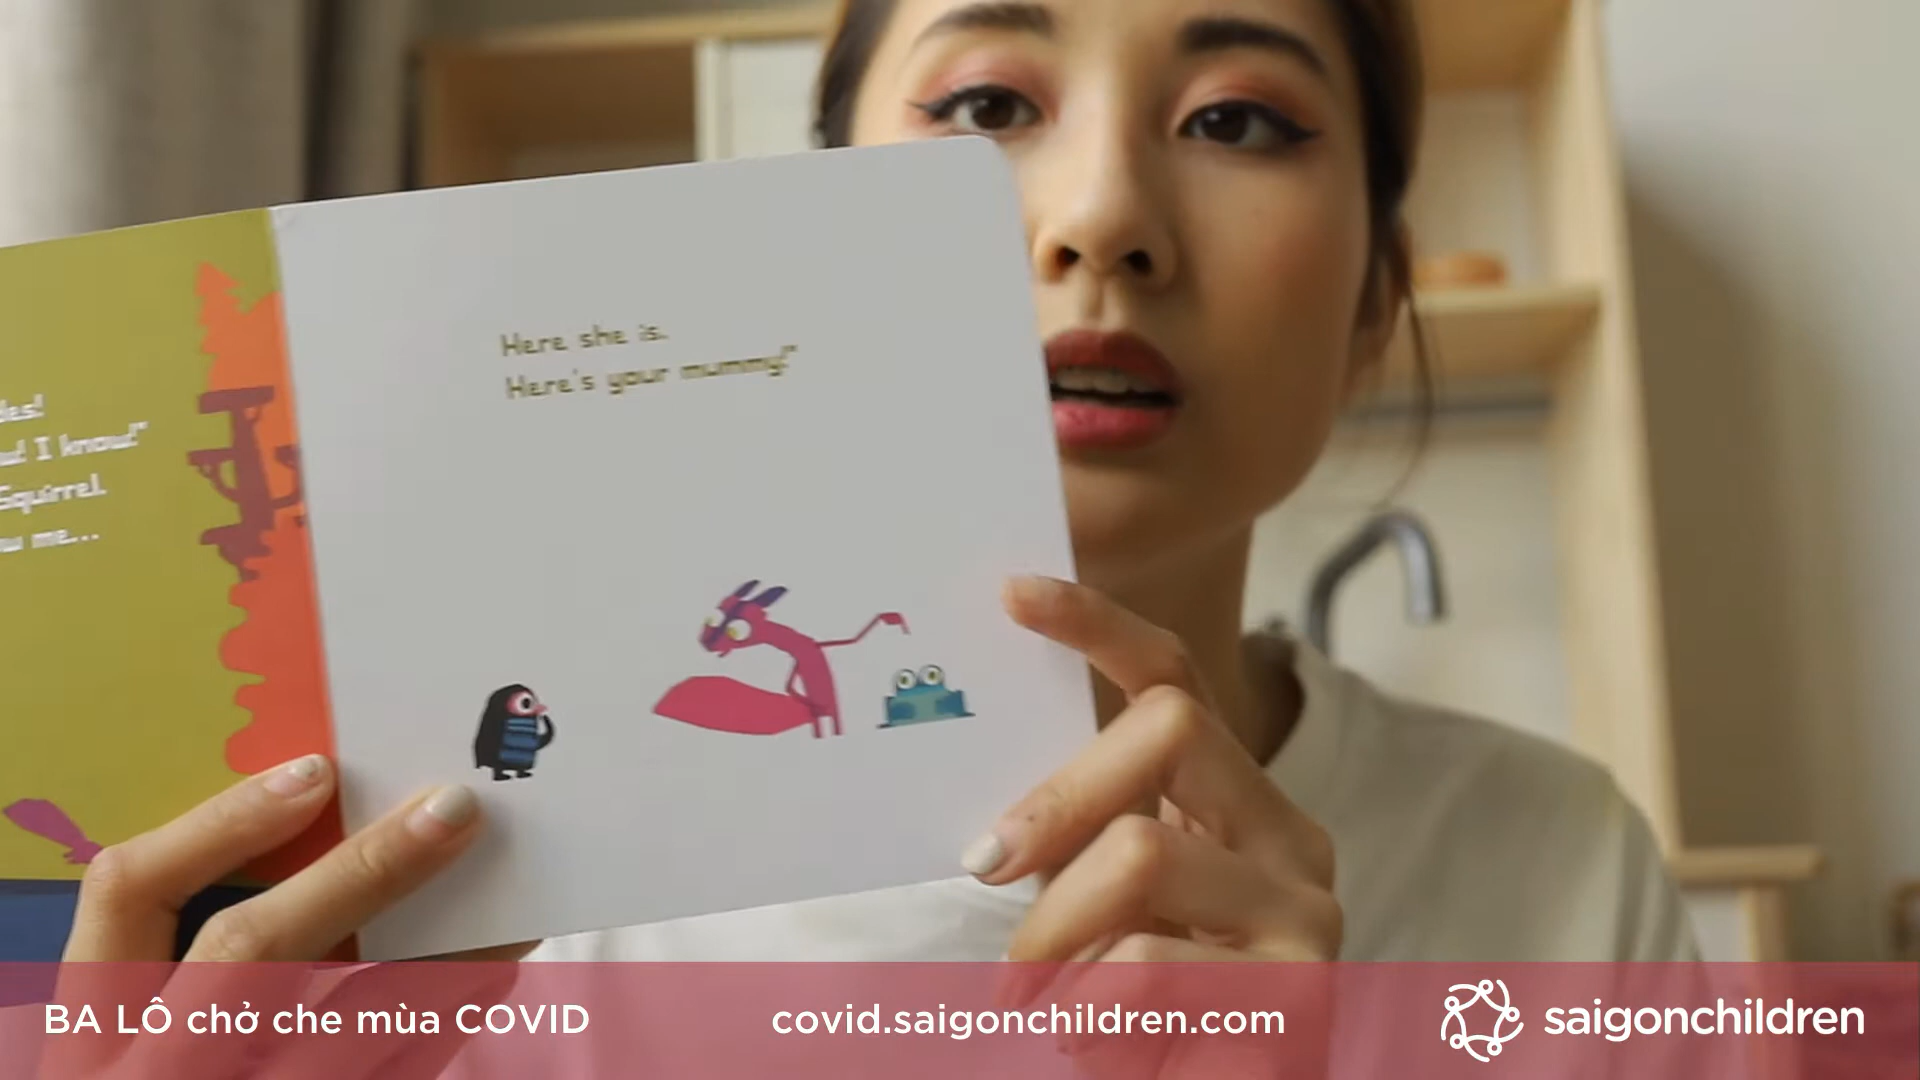 des!
I know!"
Squirrel.
me...
Here she is.
Here's your mummy!"
BA LÔ chở che mùa COVID
covid.saigonchildren.com
saigonchildren